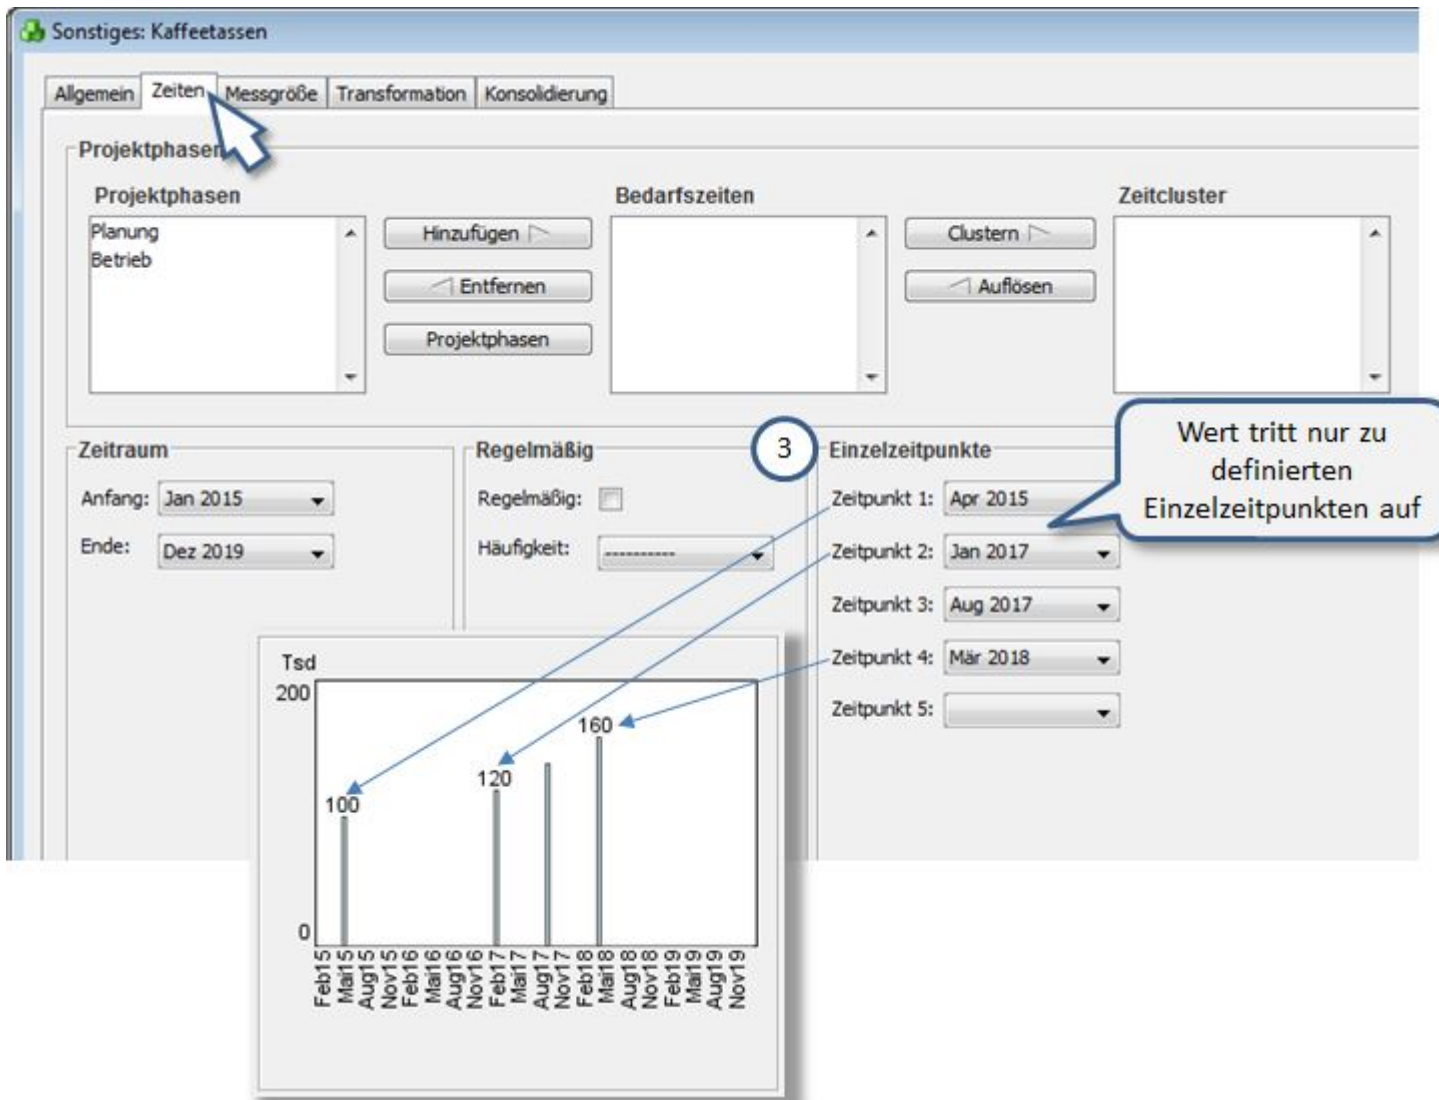 Sonstiges: Kaffeetassen
Allgemein Zeiten Messgröße Transformation Konsolidierung
Projektphasen
Projektphasen Bedarfszeiten Zeitcluster
Planung
Betrieb
Hinzufügen
Entfernen
Projektphasen
Clustern
Auflösen
Zeitraum
Anfang: Jan 2015
Ende: Dez 2019
Regelmäßig
Regelmäßig:
Häufigkeit: ----------
3
Einzelzeitpunkte
Zeitpunkt 1: Apr 2015
Zeitpunkt 2: Jan 2017
Zeitpunkt 3: Aug 2017
Zeitpunkt 4: Mär 2018
Zeitpunkt 5:
Wert tritt nur zu
definierten
Einzelzeitpunkten auf
Tsd
200
160
120
100
0
Feb15
Mai15
Aug15
Nov15
Feb16
Mai16
Aug16
Nov16
Feb17
Mai17
Aug17
Nov17
Feb18
Mai18
Aug18
Nov18
Feb19
Mai19
Aug19
Nov19